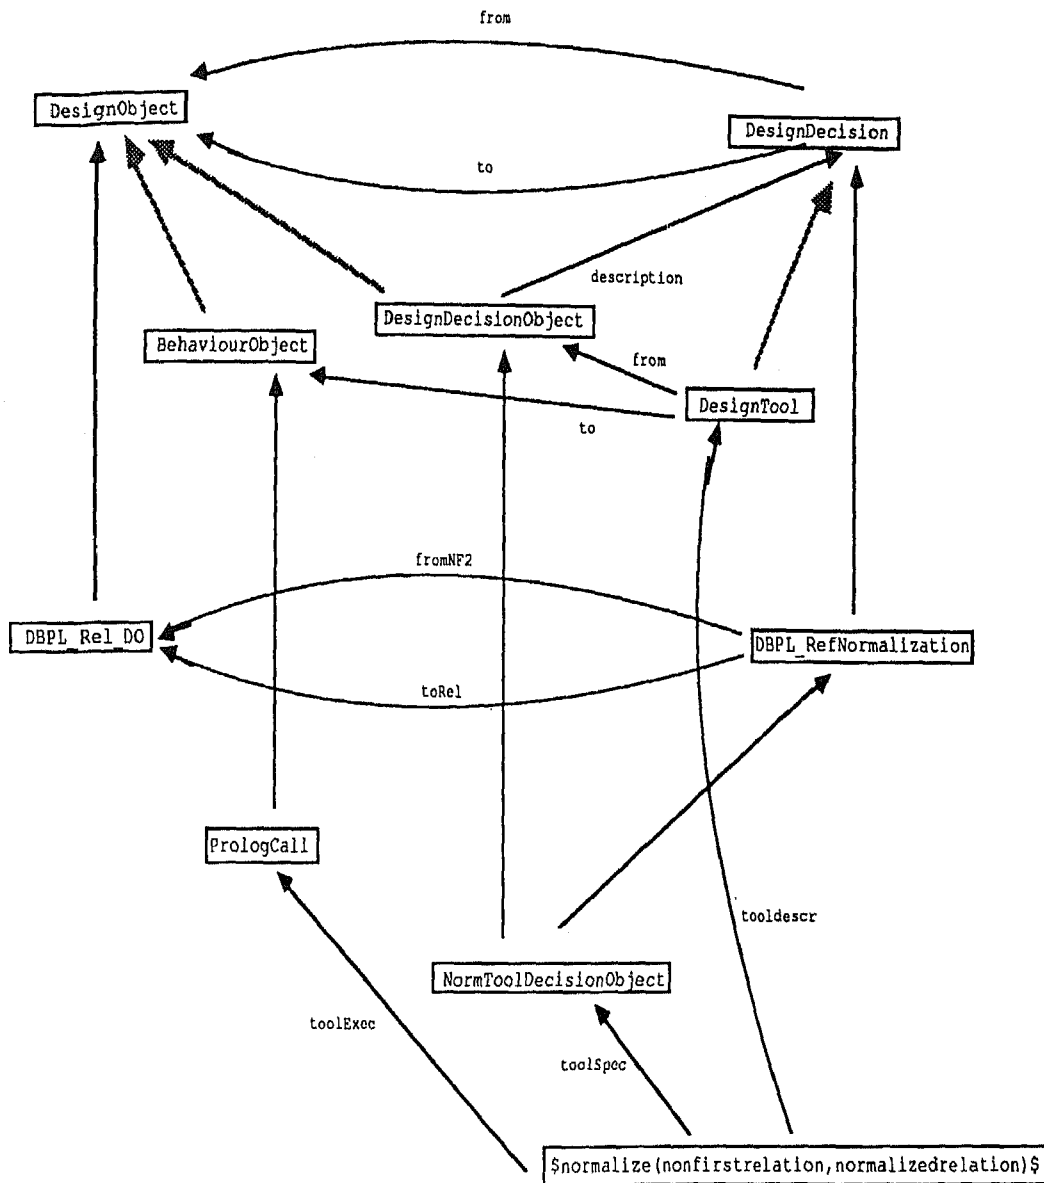 from
DesignObject
DesignDecision
to
description
DesignDecisionObject
BehaviourObject
from
DesignTool
to
fromNF2
DBPL_Rel_DO
DBPL_RefNormalization
toRel
PrologCall
tooldescr
NormToolDecisionObject
toolExec
toolSpec
$normalize(nonfirstrelation,normalizedrelation)$